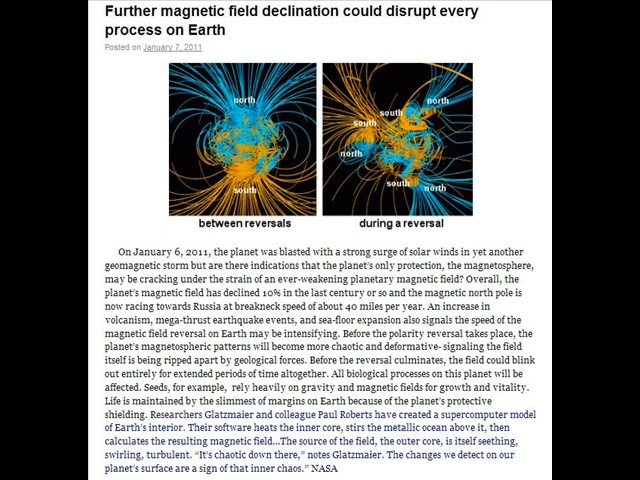 Further magnetic field declination could disrupt every
process on Earth
Posted on January 7, 2011
north
south
north
south
south
north
south
north
between reversals
during a reversal
On January 6, 2011, the planet was blasted with a strong surge of solar winds in yet another
geomagnetic storm but are there indications that the planet's only protection, the magnetosphere,
may be cracking under the strain of an ever-weakening planetary magnetic field? Overall, the
planet's magnetic field has declined 10% in the last century or so and the magnetic north pole is
now racing towards Russia at breakneck speed of about 40 miles per year. An increase in
volcanism, mega-thrust earthquake events, and sea-floor expansion also signals the speed of the
magnetic field reversal on Earth may be intensifying. Before the polarity reversal takes place, the
planet's magnetospheric patterns will become more chaotic and deformative- signaling the field
itself is being ripped apart by geological forces. Before the reversal culminates, the field could blink
out entirely for extended periods of time altogether. All biological processes on this planet will be
affected. Seeds, for example,  rely heavily on gravity and magnetic fields for growth and vitality.
Life is maintained by the slimmest of margins on Earth because of the planet's protective
shielding. Researchers Glatzmaier and colleague Paul Roberts have created a supercomputer model
of Earth's interior. Their software heats the inner core, stirs the metallic ocean above it, then
calculates the resulting magnetic field...The source of the field, the outer core, is itself seething,
swirling, turbulent. "It's chaotic down there," notes Glatzmaier. The changes we detect on our
planet's surface are a sign of that inner chaos." NASA